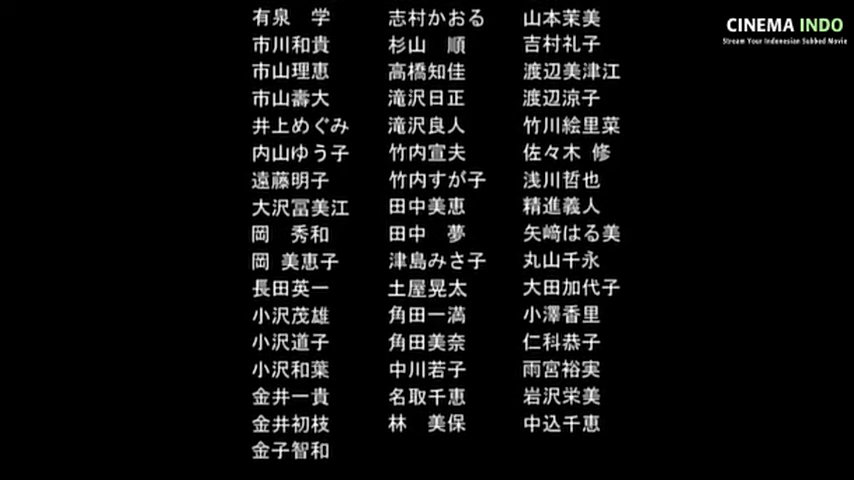 有泉　学
市川和貴
市山理恵
市山壽大
井上めぐみ
内山ゆう子
遠藤明子
大沢冨美江
岡　秀和
岡 美恵子
長田英一
小沢茂雄
小沢道子
小沢和葉
金井一貴
金井初枝
金子智和
志村かおる
杉山　順
高橋知佳
滝沢日正
滝沢良人
竹内宣夫
竹内すが子
田中美恵
田中　夢
津島みさ子
土屋晃太
角田一満
角田美奈
中川若子
名取千恵
林　美保
山本茉美
吉村礼子
渡辺美津江
渡辺涼子
竹川絵里菜
佐々木 修
浅川哲也
精進義人
矢﨑はる美
丸山千永
大田加代子
小澤香里
仁科恭子
雨宮裕実
岩沢栄美
中込千恵
CINEMA INDO
Stream Your Indonesian Subbed Movie